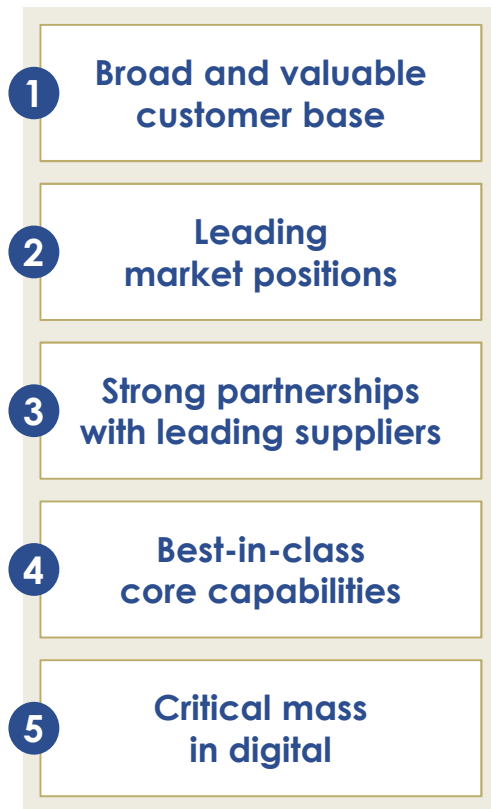 1
Broad and valuable
customer base
2
Leading
market positions
3
Strong partnerships
with leading suppliers
4
Best-in-class
core capabilities
5
Critical mass
in digital